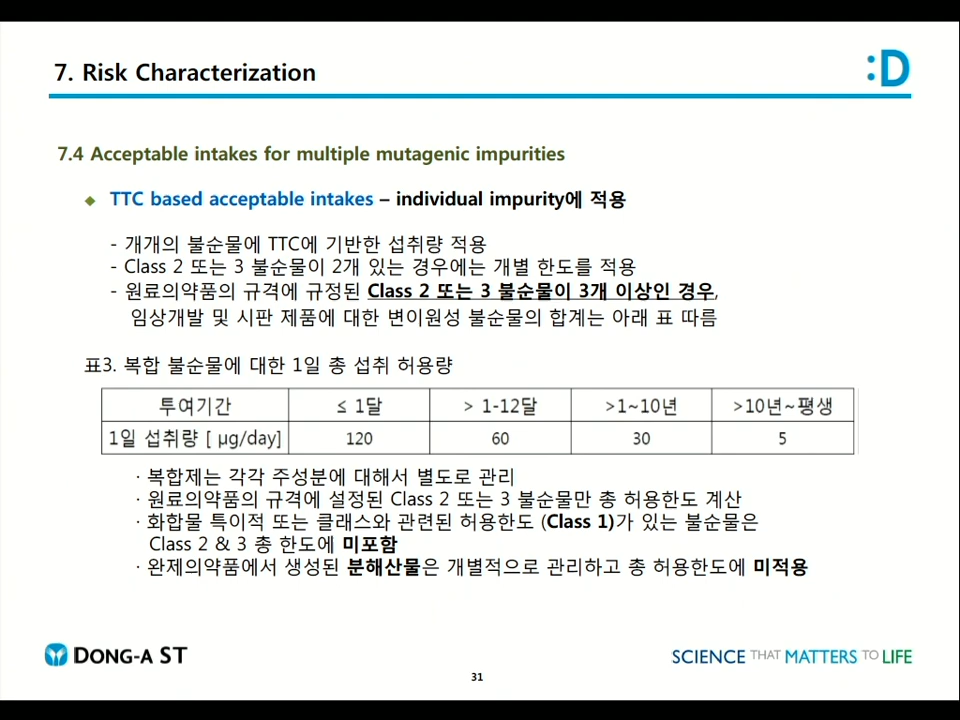 7. Risk Characterization
:D
7.4 Acceptable intakes for multiple mutagenic impurities
◆ TTC based acceptable intakes – individual impurity에 적용
- 개개의 불순물에 TTC에 기반한 섭취량 적용
- Class 2 또는 3 불순물이 2개 있는 경우에는 개별 한도를 적용
- 원료의약품의 규격에 규정된 Class 2 또는 3 불순물이 3개 이상인 경우,
임상개발 및 시판 제품에 대한 변이원성 불순물의 합계는 아래 표 따름
표3. 복합 불순물에 대한 1일 총 섭취 허용량
투여기간 ≤ 1달 > 1-12달 >1~10년 >10년~평생
1일 섭취량 [ μg/day] 120 60 30 5
· 복합제는 각각 주성분에 대해서 별도로 관리
· 원료의약품의 규격에 설정된 Class 2 또는 3 불순물만 총 허용한도 계산
· 화합물 특이적 또는 클래스와 관련된 허용한도 (Class 1)가 있는 불순물은
Class 2 & 3 총 한도에 미포함
· 완제의약품에서 생성된 분해산물은 개별적으로 관리하고 총 허용한도에 미적용
DONG-A ST
SCIENCE THAT MATTERS TO LIFE
31